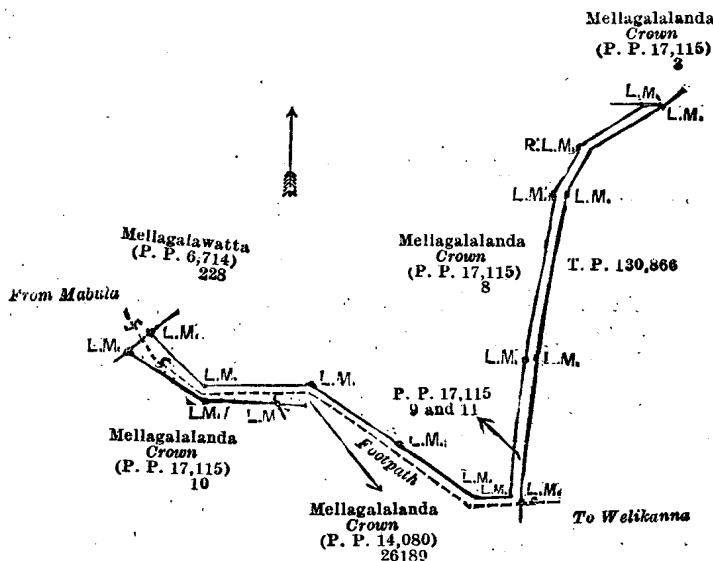 Mellagalalanda
Crown
(P. P. 17,115)
L.M.
L.M.
R.L.M.
L.M.
L.M.
Mellagalawatta
(P. P. 6,714)
228
Mellagalalanda
Crown
(P. P. 17,115)
8
T. P. 130,866
From Mabula
L.M.
L.M.
L.M.
L.M.
L.M.
L.M.
P. P. 17,115
9 and 11
L.M.
L.M.
Mellagalalanda
Crown
(P. P. 17,115)
10
L.M.
Footpath
L.M.
L.M.
L.M.
Mellagalalanda
Crown
(P. P. 14,080)
26189
To Welikanna